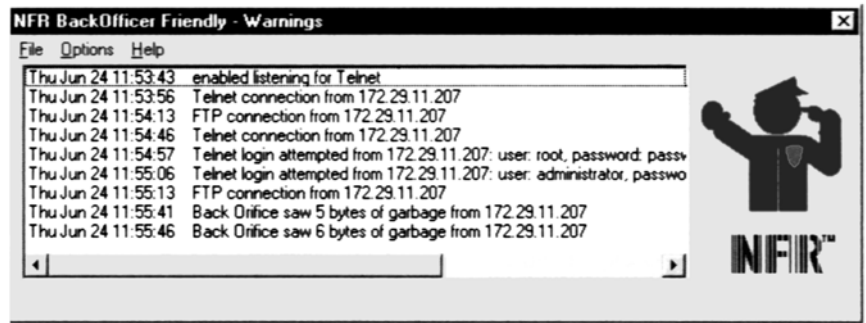 NFR BackOfficer Friendly - Warnings
File Options Help
Thu Jun 24 11:53:43 enabled listening for Telnet
Thu Jun 24 11:53:56 Telnet connection from 172.29.11.207
Thu Jun 24 11:54:13 FTP connection from 172.29.11.207
Thu Jun 24 11:54:46 Telnet connection from 172.29.11.207
Thu Jun 24 11:54:57 Telnet login attempted from 172.29.11.207: user: root, password: passw
Thu Jun 24 11:55:06 Telnet login attempted from 172.29.11.207: user: administrator, passwo
Thu Jun 24 11:55:13 FTP connection from 172.29.11.207
Thu Jun 24 11:55:41 Back Orifice saw 5 bytes of garbage from 172.29.11.207
Thu Jun 24 11:55:46 Back Orifice saw 6 bytes of garbage from 172.29.11.207
NFR™